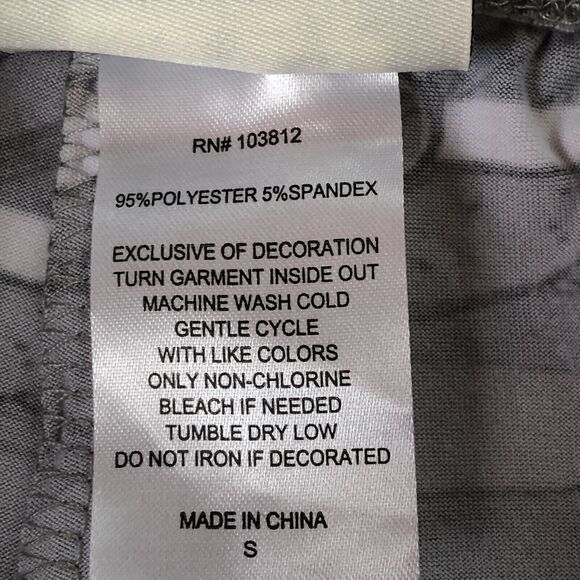 RN# 103812
95%POLYESTER 5%SPANDEX
EXCLUSIVE OF DECORATION
TURN GARMENT INSIDE OUT
MACHINE WASH COLD
GENTLE CYCLE
WITH LIKE COLORS
ONLY NON-CHLORINE
BLEACH IF NEEDED
TUMBLE DRY LOW
DO NOT IRON IF DECORATED
MADE IN CHINA
S